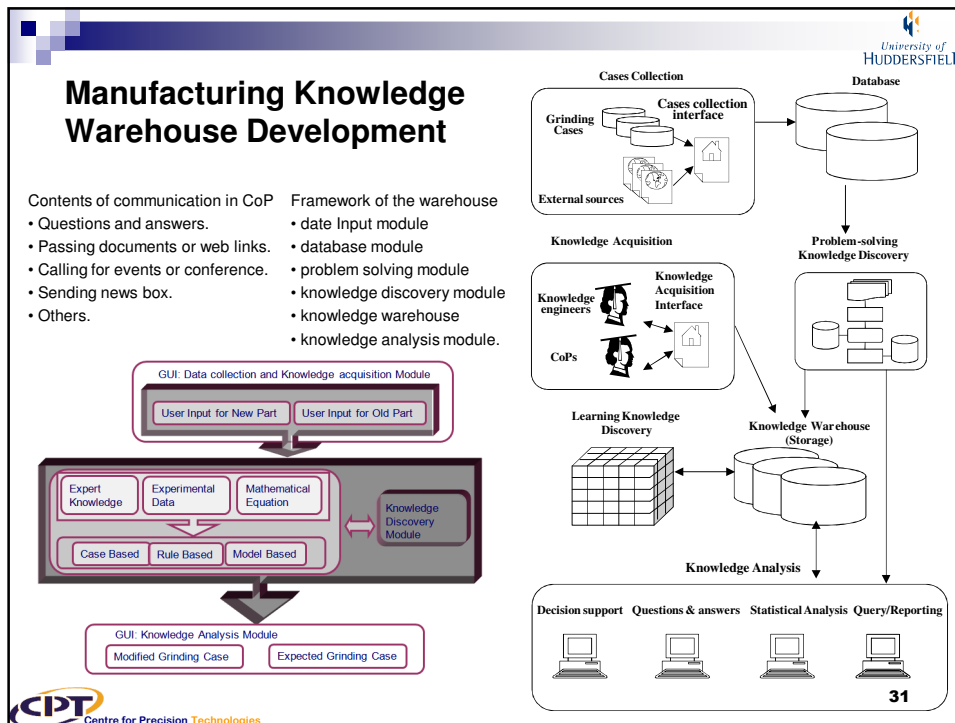 University of
HUDDERSFIELD
Manufacturing Knowledge
Warehouse Development
Contents of communication in CoP
• Questions and answers.
• Passing documents or web links.
• Calling for events or conference.
• Sending news box.
• Others.
Framework of the warehouse
• date Input module
• database module
• problem solving module
• knowledge discovery module
• knowledge warehouse
• knowledge analysis module.
GUI: Data collection and Knowledge acquisition Module
User Input for New Part
User Input for Old Part
Expert
Knowledge
Experimental
Data
Mathematical
Equation
Case Based
Rule Based
Model Based
Knowledge
Discovery
Module
GUI: Knowledge Analysis Module
Modified Grinding Case
Expected Grinding Case
Cases Collection
Grinding
Cases
Cases collection
interface
External sources
Database
Knowledge Acquisition
Knowledge
engineers
Knowledge
Acquisition
Interface
CoPs
Problem-solving
Knowledge Discovery
Learning Knowledge
Discovery
Knowledge Warehouse
(Storage)
Knowledge Analysis
Decision support
Questions & answers
Statistical Analysis
Query/Reporting
31
CPT
Centre for Precision Technologies